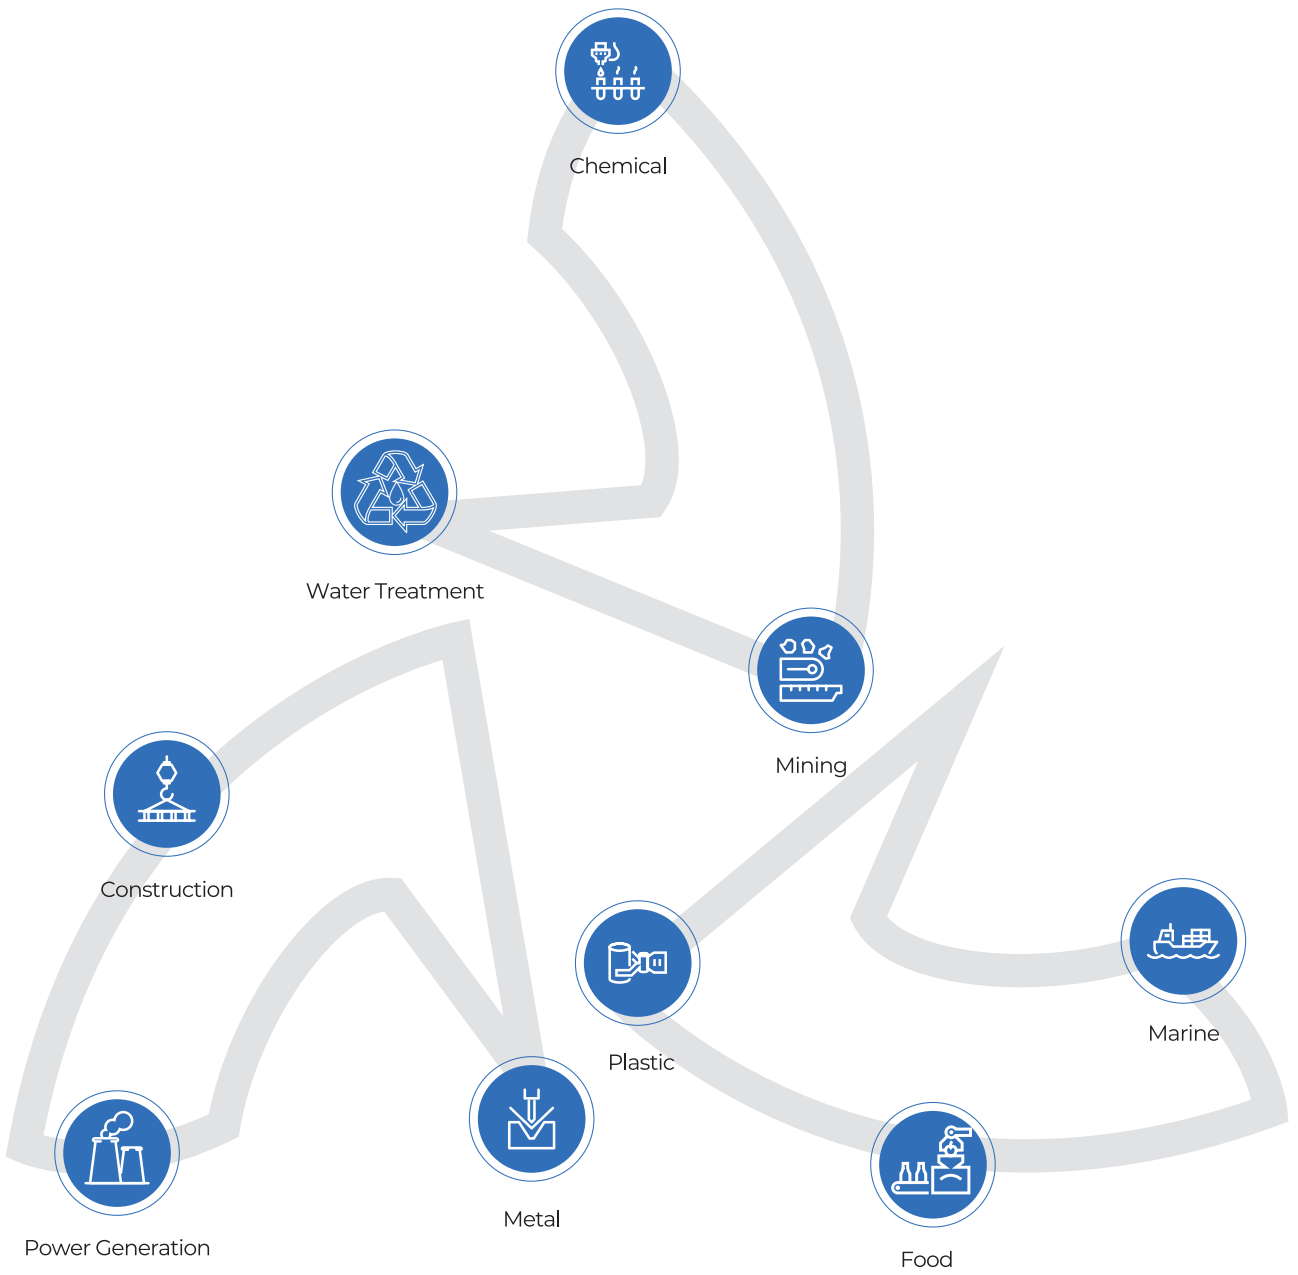 Chemical
Water Treatment
Mining
Construction
Marine
Plastic
Metal
Power Generation
Food